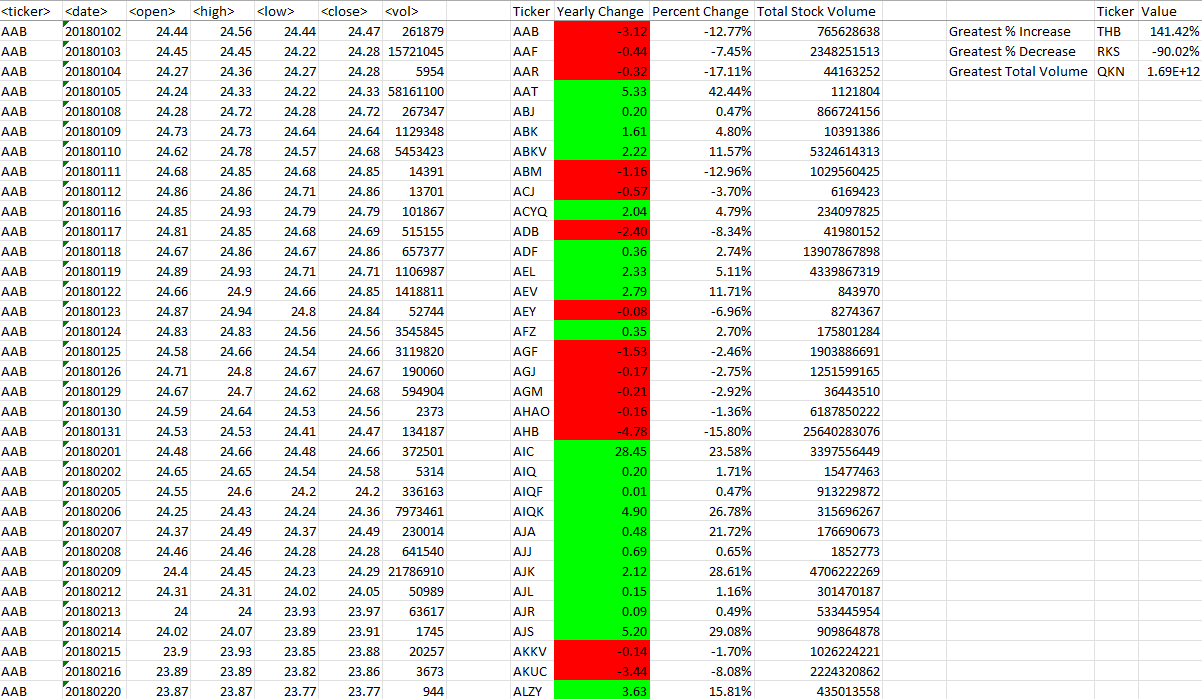 <ticker> <date> <open> <high> <low> <close> <vol> Ticker Yearly Change Percent Change Total Stock Volume Ticker Value
AAB 20180102 24.44 24.56 24.44 24.47 261879 AAB -3.12 -12.77% 765628638 Greatest % Increase THB 141.42%
AAB 20180103 24.45 24.45 24.22 24.28 15721045 AAF -0.44 -7.45% 2348251513 Greatest % Decrease RKS -90.02%
AAB 20180104 24.27 24.36 24.27 24.28 5954 AAR -0.32 -17.11% 44163252 Greatest Total Volume QKN 1.69E+12
AAB 20180105 24.24 24.33 24.22 24.33 58161100 AAT 5.33 42.44% 1121804
AAB 20180108 24.28 24.72 24.28 24.72 267347 ABJ 0.20 0.47% 866724156
AAB 20180109 24.73 24.73 24.64 24.64 1129348 ABK 1.61 4.80% 10391386
AAB 20180110 24.62 24.78 24.57 24.68 5453423 ABKV 2.22 11.57% 5324614313
AAB 20180111 24.68 24.85 24.68 24.85 14391 ABM -1.16 -12.96% 1029560425
AAB 20180112 24.86 24.86 24.71 24.86 13701 ACJ -0.57 -3.70% 6169423
AAB 20180116 24.85 24.93 24.79 24.79 101867 ACYQ 2.04 4.79% 234097825
AAB 20180117 24.81 24.85 24.68 24.69 515155 ADB -2.40 -8.34% 41980152
AAB 20180118 24.67 24.86 24.67 24.86 657377 ADF 0.36 2.74% 13907867898
AAB 20180119 24.89 24.93 24.71 24.71 1106987 AEL 2.33 5.11% 4339867319
AAB 20180122 24.66 24.9 24.66 24.85 1418811 AEV 2.79 11.71% 843970
AAB 20180123 24.87 24.94 24.8 24.84 52744 AEY -0.08 -6.96% 8274367
AAB 20180124 24.83 24.83 24.56 24.56 3545845 AFZ 0.35 2.70% 175801284
AAB 20180125 24.58 24.66 24.54 24.66 3119820 AGF -1.53 -2.46% 1903886691
AAB 20180126 24.71 24.8 24.67 24.67 190060 AGJ -0.17 -2.75% 1251599165
AAB 20180129 24.67 24.7 24.62 24.68 594904 AGM -0.21 -2.92% 36443510
AAB 20180130 24.59 24.64 24.53 24.56 2373 AHAO -0.16 -1.36% 6187850222
AAB 20180131 24.53 24.53 24.41 24.47 134187 AHB -4.78 -15.80% 25640283076
AAB 20180201 24.48 24.66 24.48 24.66 372501 AIC 28.45 23.58% 3397556449
AAB 20180202 24.65 24.65 24.54 24.58 5314 AIQ 0.20 1.71% 15477463
AAB 20180205 24.55 24.6 24.2 24.2 336163 AIQF 0.01 0.47% 913229872
AAB 20180206 24.25 24.43 24.24 24.36 7973461 AIQK 4.90 26.78% 315696267
AAB 20180207 24.37 24.49 24.37 24.49 230014 AJA 0.48 21.72% 176690673
AAB 20180208 24.46 24.46 24.28 24.28 641540 AJJ 0.69 0.65% 1852773
AAB 20180209 24.4 24.45 24.23 24.29 21786910 AJK 2.12 28.61% 4706222269
AAB 20180212 24.31 24.31 24.02 24.05 50989 AJL 0.15 1.16% 301470187
AAB 20180213 24 24 23.93 23.97 63617 AJR 0.09 0.49% 533445954
AAB 20180214 24.02 24.07 23.89 23.91 1745 AJS 5.20 29.08% 909864878
AAB 20180215 23.9 23.93 23.85 23.88 20257 AKKV -0.14 -1.70% 1026224221
AAB 20180216 23.89 23.89 23.82 23.86 3673 AKUC -3.44 -8.08% 2224320862
AAB 20180220 23.87 23.87 23.77 23.77 944 ALZY 3.63 15.81% 435013558